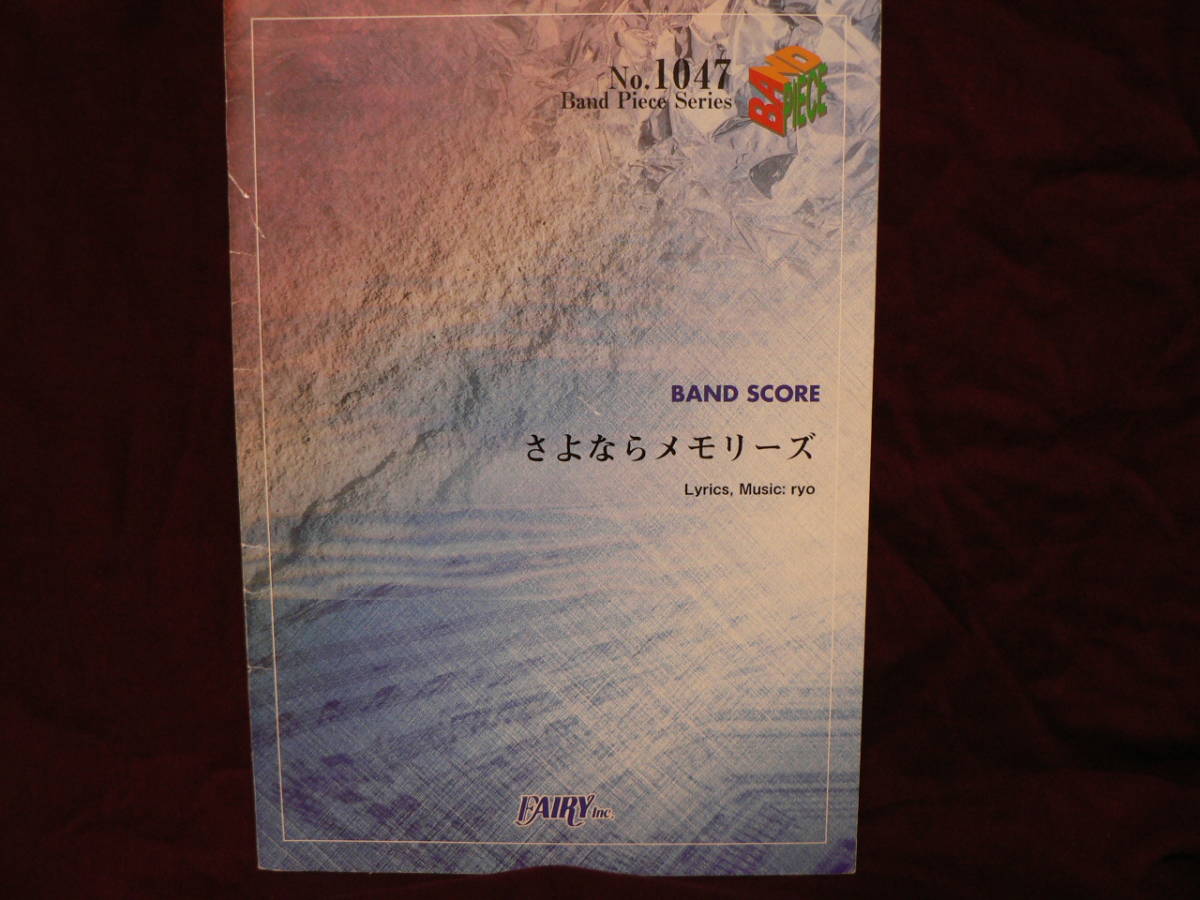 No.1047
Band Piece Series
BAND
PIECE
BAND SCORE
さよならメモリーズ
Lyrics, Music: ryo
FAIRY Inc.